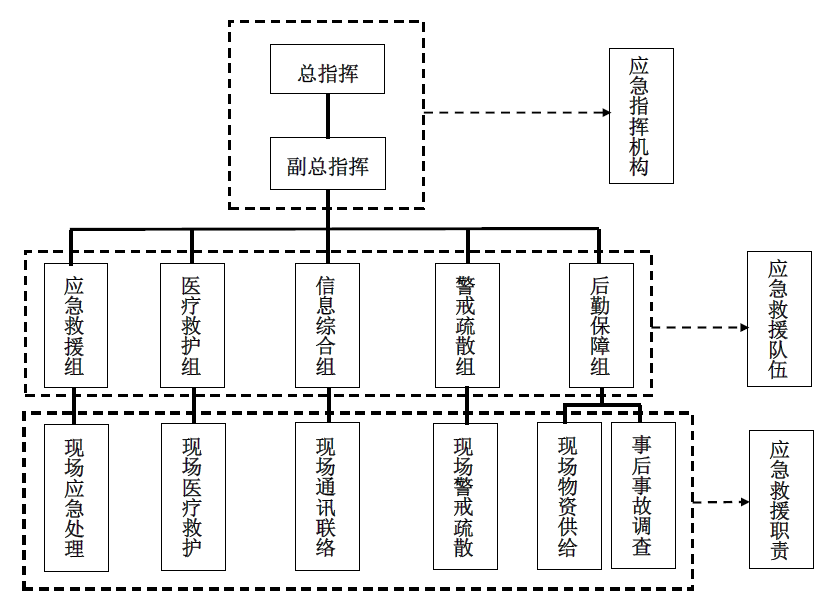 总指挥
应急指挥机构
副总指挥
应急救援组
医疗救护组
信息综合组
警戒疏散组
后勤保障组
应急救援队伍
现场应急处理
现场医疗救护
现场通讯联络
现场警戒疏散
现场物资供给
事后事故调查
应急救援职责